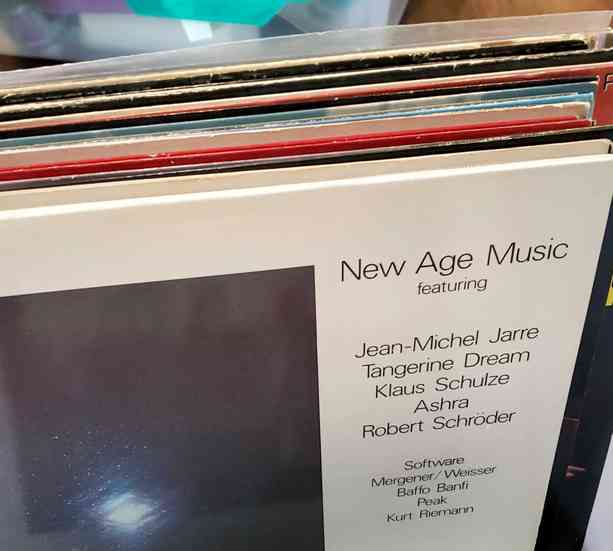 New Age Music
featuring
Jean-Michel Jarre
Tangerine Dream
Klaus Schulze
Ashra
Robert Schröder
Software
Mergener/Weisser
Baffo Banfi
Peak
Kurt Riemann